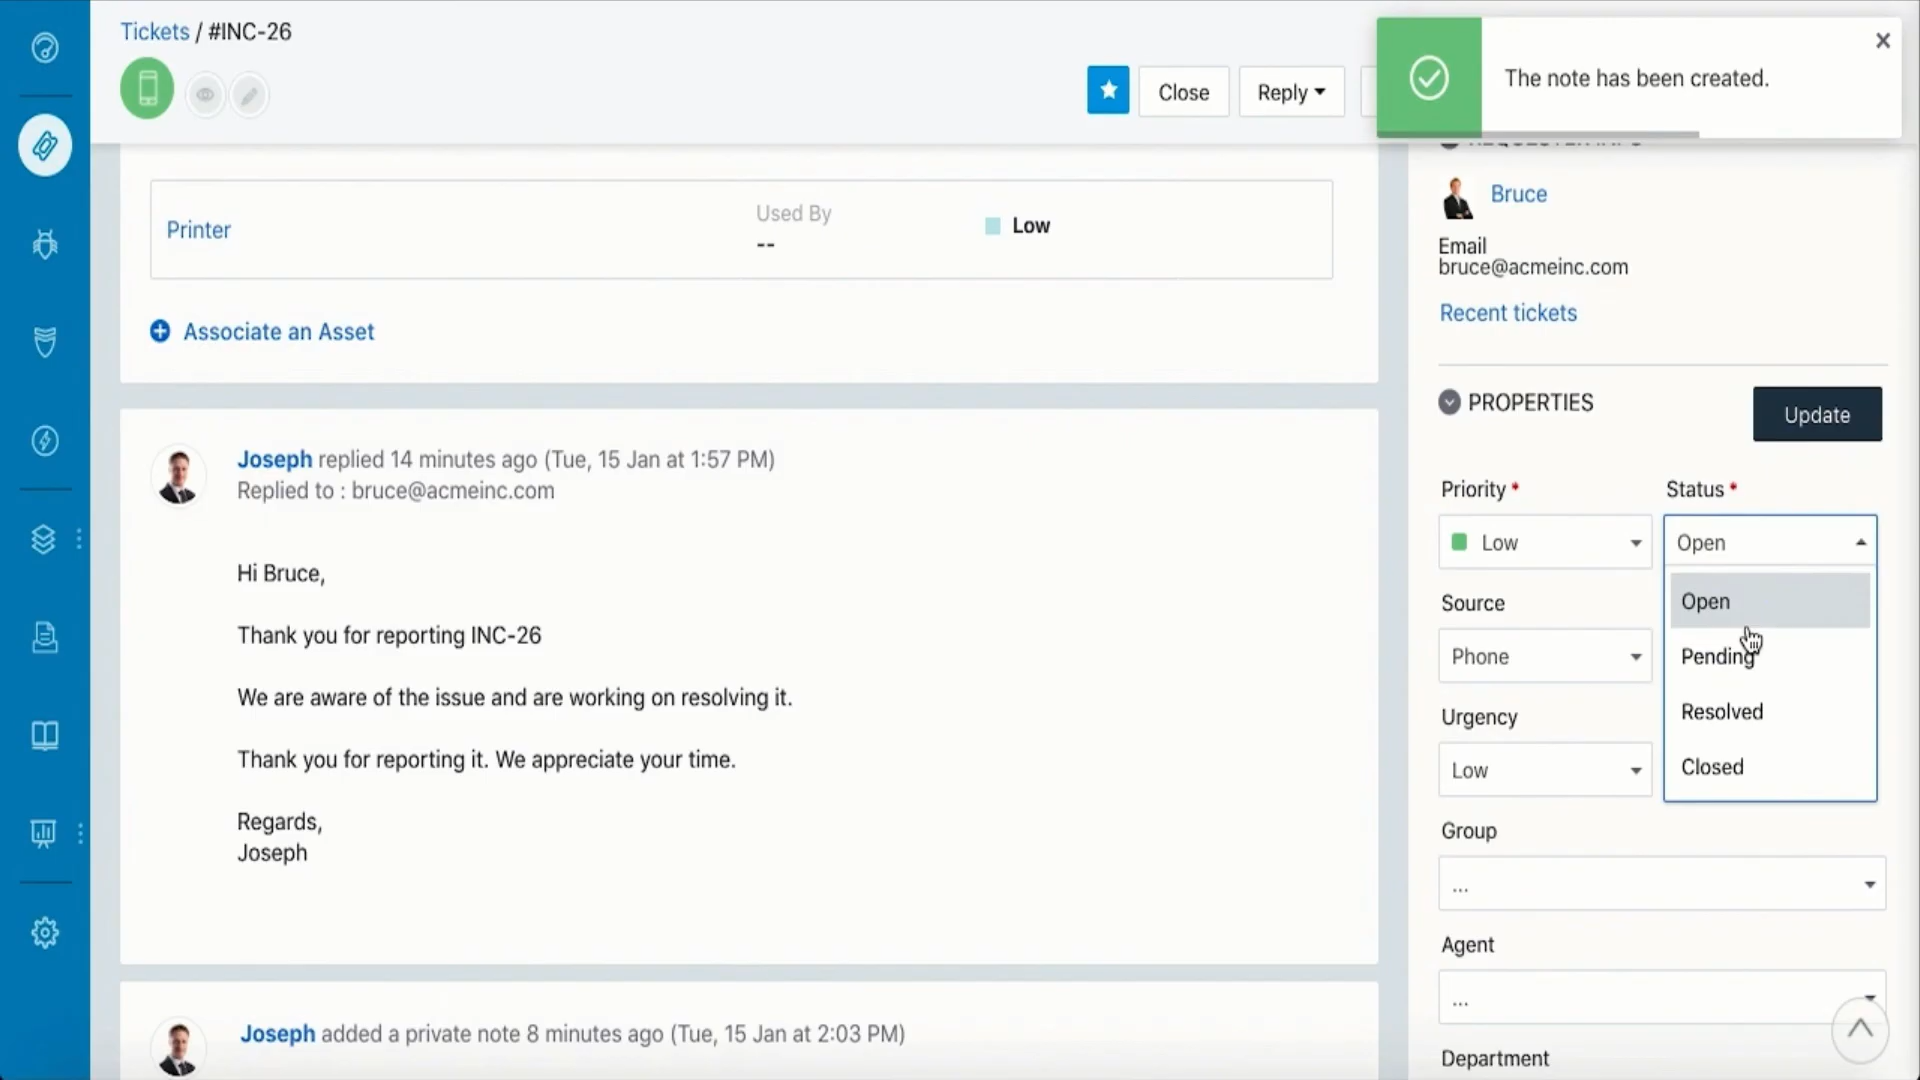 Tickets / #INC-26
Close
Reply
The note has been created.
Printer
Used By
--
Low
Associate an Asset
Joseph replied 14 minutes ago (Tue, 15 Jan at 1:57 PM)
Replied to : bruce@acmeinc.com
Hi Bruce,
Thank you for reporting INC-26
We are aware of the issue and are working on resolving it.
Thank you for reporting it. We appreciate your time.
Regards,
Joseph
Joseph added a private note 8 minutes ago (Tue, 15 Jan at 2:03 PM)
Bruce
Email
bruce@acmeinc.com
Recent tickets
PROPERTIES
Update
Priority *
Status *
Low
Open
Open
Source
Phone
Pending
Resolved
Urgency
Low
Closed
Group
...
Agent
...
Department